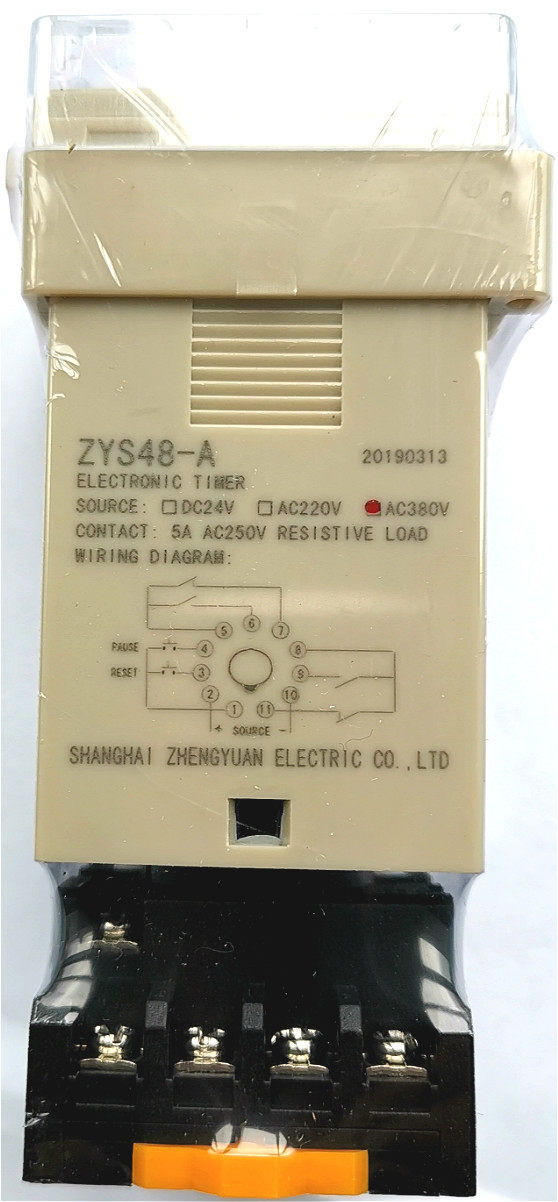 ZYS48-A 20190313
ELECTRONIC TIMER
SOURCE: DC24V AC220V AC380V
CONTACT: 5A AC250V RESISTIVE LOAD
WIRING DIAGRAM:
5 6 7
PAUSE 4 8
RESET 3 9
2 10
1 11
+ SOURCE -
SHANGHAI ZHENGYUAN ELECTRIC CO.,LTD